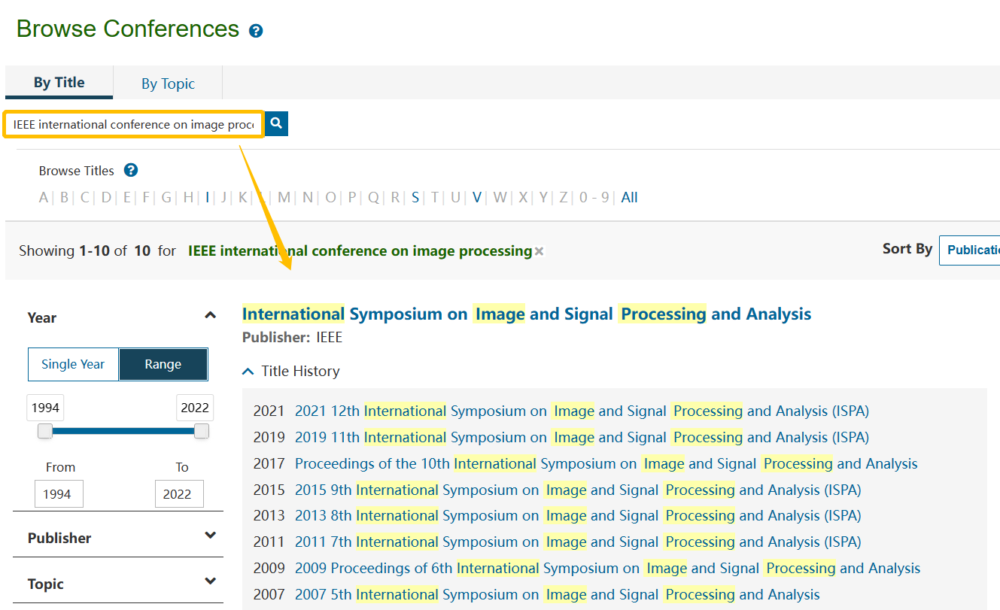 Browse Conferences ?
By Title By Topic
IEEE international conference on image proc
Browse Titles ?
A | B | C | D | E | F | G | H | I | J | K | | M | N | O | P | Q | R | S | T | U | V | W | X | Y | Z | 0 - 9 | All
Showing 1-10 of 10 for IEEE international conference on image processing ×
Sort By Publicati
Year
Single Year Range
1994 2022
From To
1994 2022
Publisher
Topic
International Symposium on Image and Signal Processing and Analysis
Publisher: IEEE
Title History
2021 2021 12th International Symposium on Image and Signal Processing and Analysis (ISPA)
2019 2019 11th International Symposium on Image and Signal Processing and Analysis (ISPA)
2017 Proceedings of the 10th International Symposium on Image and Signal Processing and Analysis
2015 2015 9th International Symposium on Image and Signal Processing and Analysis (ISPA)
2013 2013 8th International Symposium on Image and Signal Processing and Analysis (ISPA)
2011 2011 7th International Symposium on Image and Signal Processing and Analysis (ISPA)
2009 2009 Proceedings of 6th International Symposium on Image and Signal Processing and Analysis
2007 2007 5th International Symposium on Image and Signal Processing and Analysis